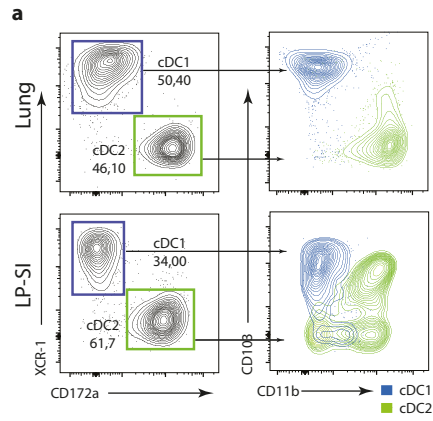 a
Lung
cDC1
50,40
cDC2
46,10
LP-SI
cDC1
34,00
cDC2
61,7
XCR-1
CD172a
CD103
CD11b
cDC1
cDC2